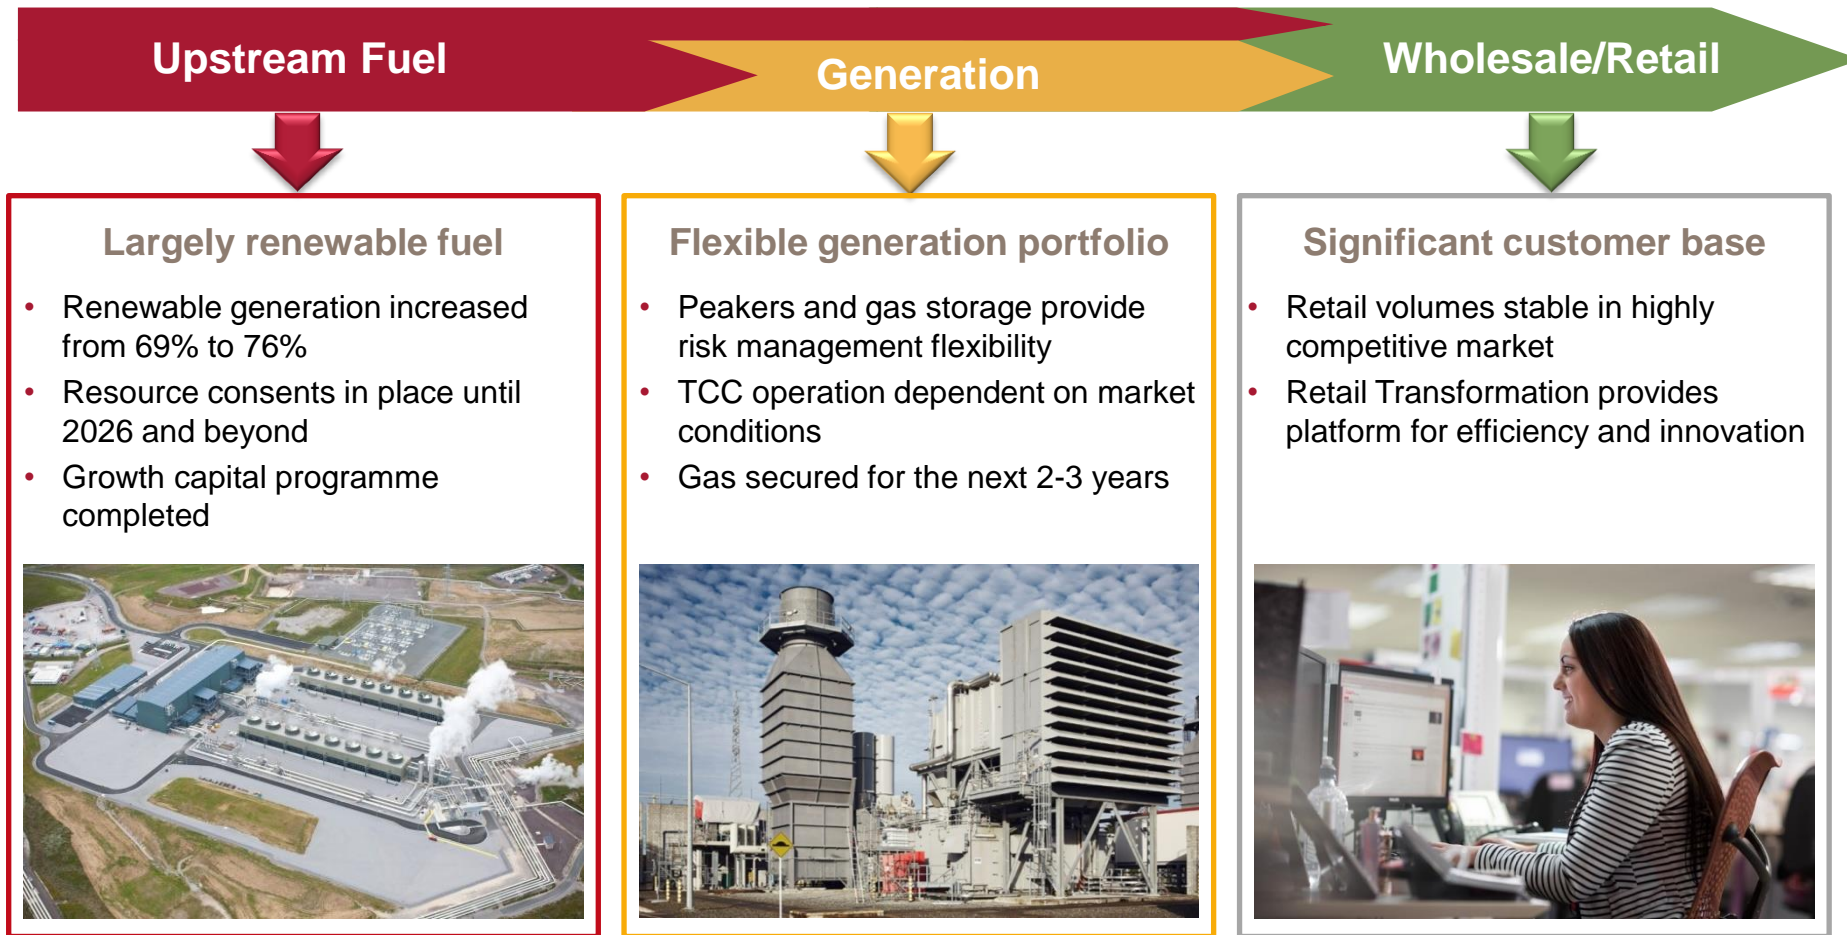 Upstream Fuel
Generation
Wholesale/Retail
Largely renewable fuel
• Renewable generation increased
from 69% to 76%
• Resource consents in place until
2026 and beyond
• Growth capital programme
completed
Flexible generation portfolio
• Peakers and gas storage provide
risk management flexibility
• TCC operation dependent on market
conditions
• Gas secured for the next 2-3 years
Significant customer base
• Retail volumes stable in highly
competitive market
• Retail Transformation provides
platform for efficiency and innovation